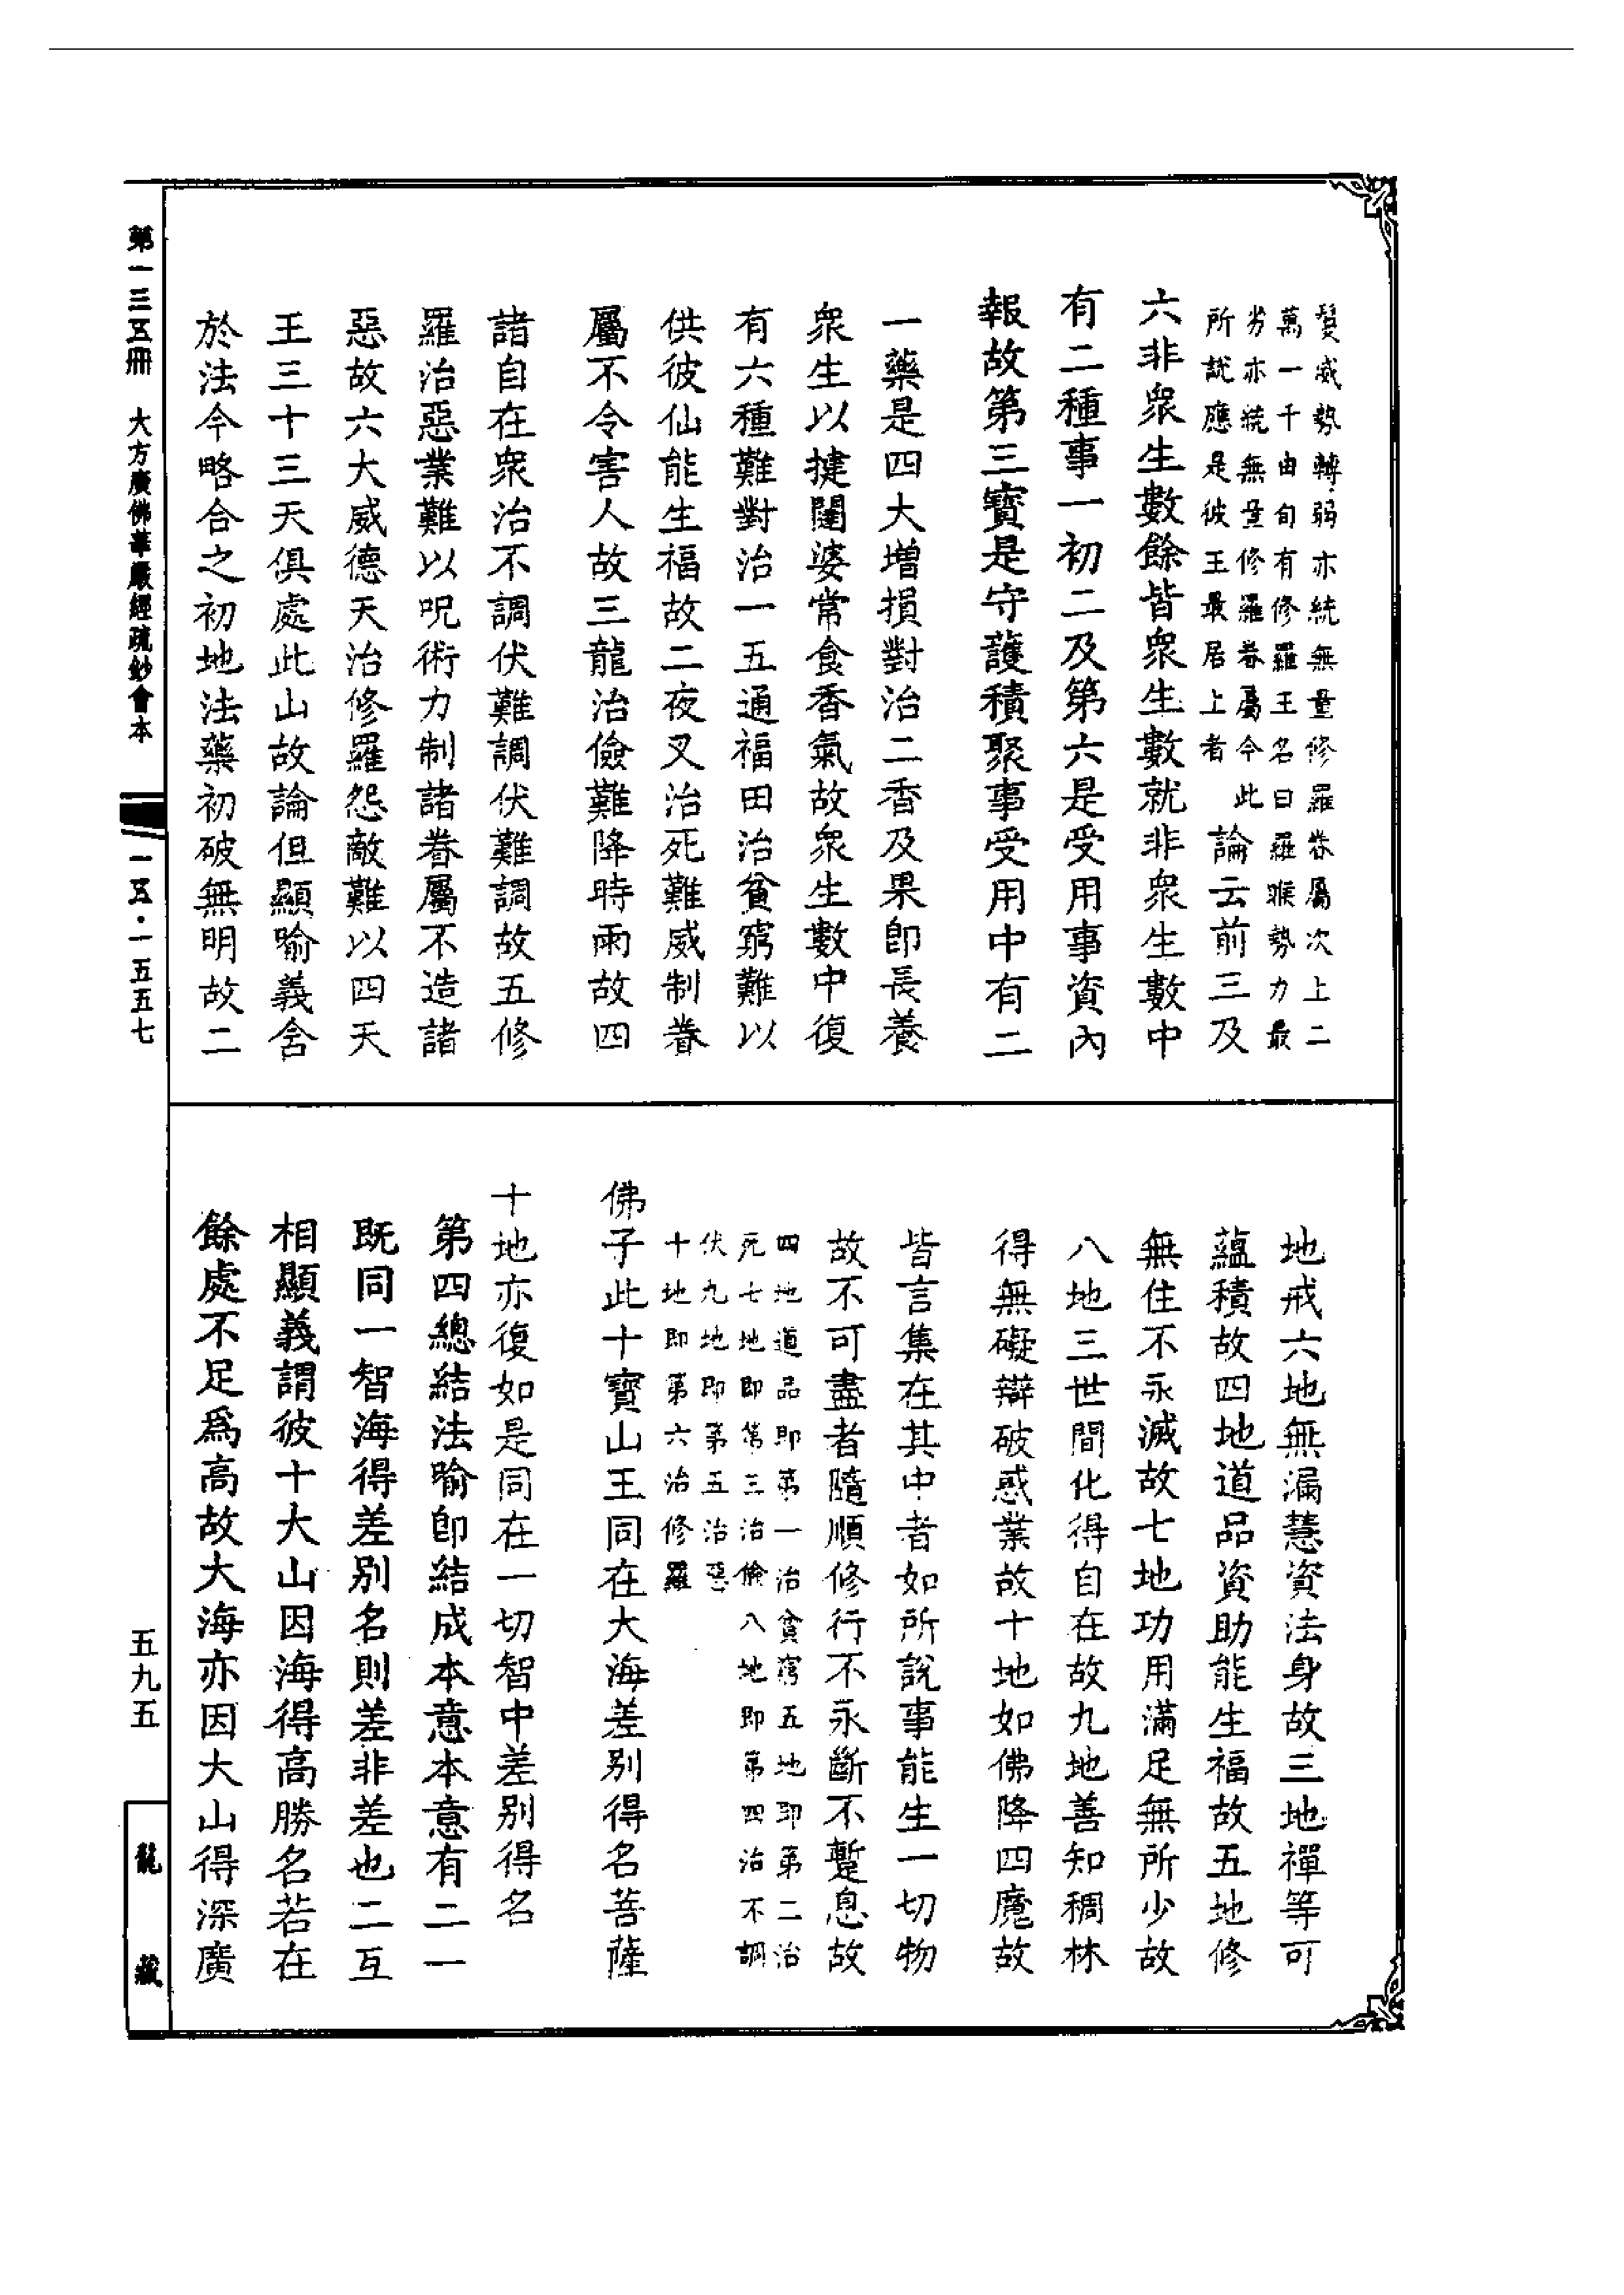 鬘威勢轉弱亦統無量修羅眷屬次上二
萬一千由旬有修羅王名曰羅睺勢力最
劣亦統無量修羅眷屬今此
所說應是彼王最居上者
論云前三及
六非衆生數餘皆衆生數就非衆生數中
有二種事一初二及第六是受用事資內
報故第三寶是守護積聚事受用中有二
一藥是四大增損對治二香及果即長養
衆生以揵闥婆常食香氣故衆生數中復
有六種難對治一五通福田治貧窮難以
供彼仙能生福故二夜叉治死難威制眷
屬不令害人故三龍治儉難降時雨故四
諸自在衆治不調伏難調伏難調故五修
羅治惡業難以呪術力制諸眷屬不造諸
惡故六大威德天治修羅怨敵難以四天
王三十三天俱處此山故論但顯喻義舍
於法今略合之初地法藥初破無明故二
地戒六地無漏慧資法身故三地禪等可
蘊積故四地道品資助能生福故五地修
無住不永滅故七地功用滿足無所少故
八地三世間化得自在故九地善知稠林
得無礙辯破惑業故十地如佛降四魔故
皆言集在其中者如所說事能生一切物
故不可盡者隨順修行不永斷不蹔息故
四地道品即第一治貧窮五地即第二治
死七地即第三治儉八地即第四治不調
伏九地即第五治惡
十地即第六治修羅
佛子此十寶山王同在大海差别得名菩薩
十地亦復如是同在一切智中差别得名
第四總結法喻即結成本意本意有二一
既同一智海得差别名則差非差也二互
相顯義謂彼十大山因海得高勝名若在
餘處不足爲高故大海亦因大山得深廣
第一三五冊　大方廣佛華嚴經疏鈔會本
一五·一五五七
五九五
龍藏